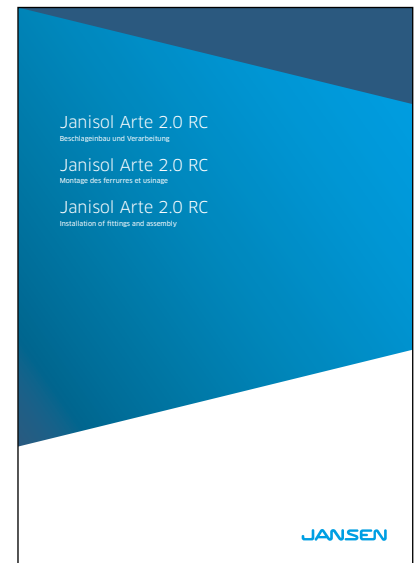 Janisol Arte 2.0 RC
Beschlageinbau und Verarbeitung
Janisol Arte 2.0 RC
Montage des ferrurres et usinage
Janisol Arte 2.0 RC
Installation of fittings and assembly
JANSEN